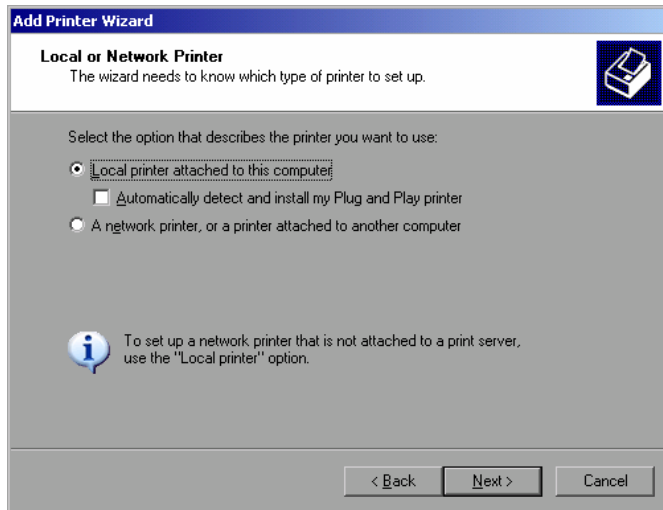 Add Printer Wizard
Local or Network Printer
The wizard needs to know which type of printer to set up.
Select the option that describes the printer you want to use:
Local printer attached to this computer
Automatically detect and install my Plug and Play printer
A network printer, or a printer attached to another computer
To set up a network printer that is not attached to a print server,
use the "Local printer" option.
< Back Next > Cancel